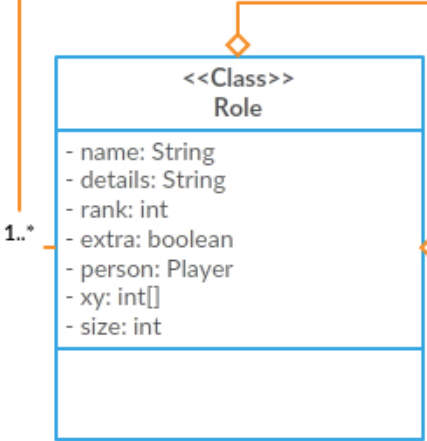 <<Class>>
Role
- name: String
- details: String
- rank: int
1..*
- extra: boolean
- person: Player
- xy: int[]
- size: int